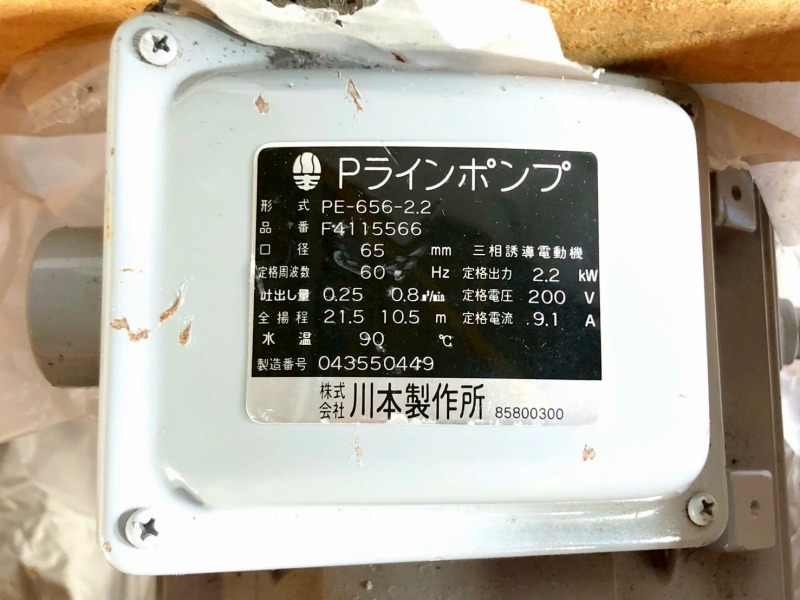 Pラインポンプ
形式 PE-656-2.2
品番 F4115566
口径 65 mm 三相誘導電動機
定格周波数 60 Hz 定格出力 2.2 kW
吐出し量 0.25 0.8 m³/min 定格電圧 200 V
全揚程 21.5 10.5 m 定格電流 9.1 A
水温 90 ℃
製造番号 043550449
株式会社 川本製作所 85800300